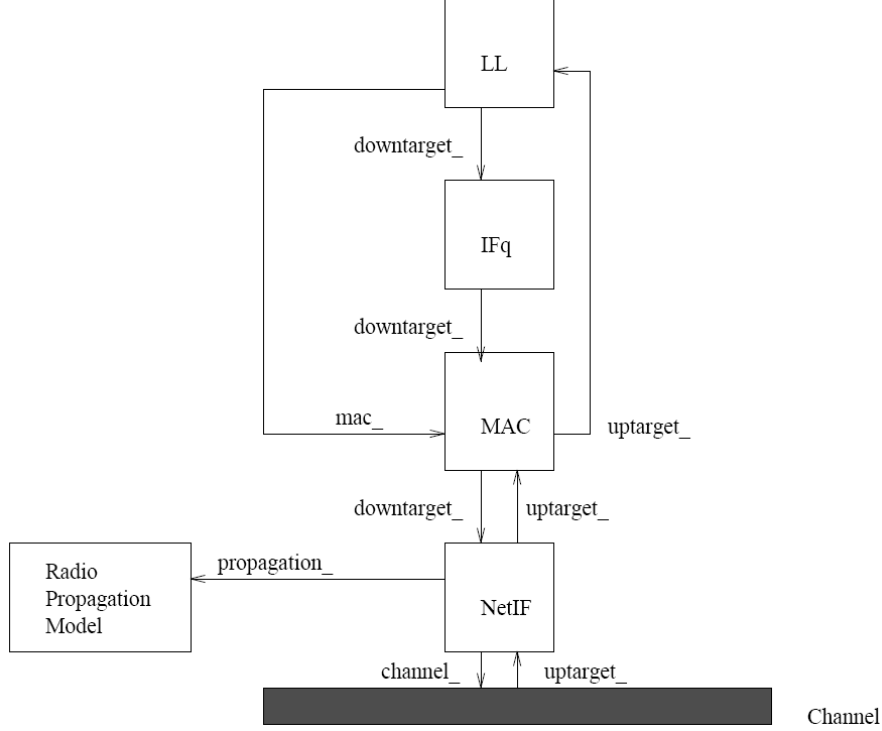 LL
downtarget_
IFq
downtarget_
mac_
MAC
uptarget_
downtarget_
uptarget_
Radio
Propagation
Model
propagation_
NetIF
channel_
uptarget_
Channel